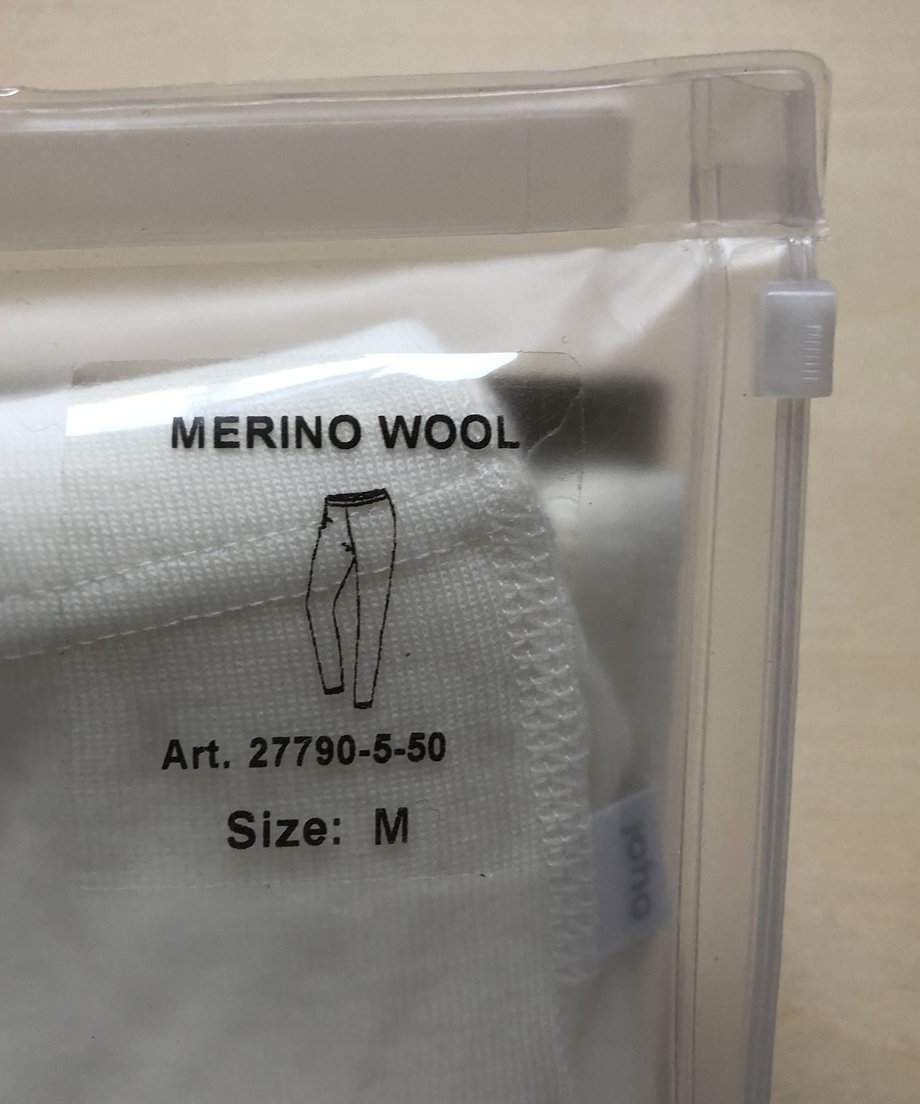 MERINO WOOL
Art. 27790-5-50
Size: M